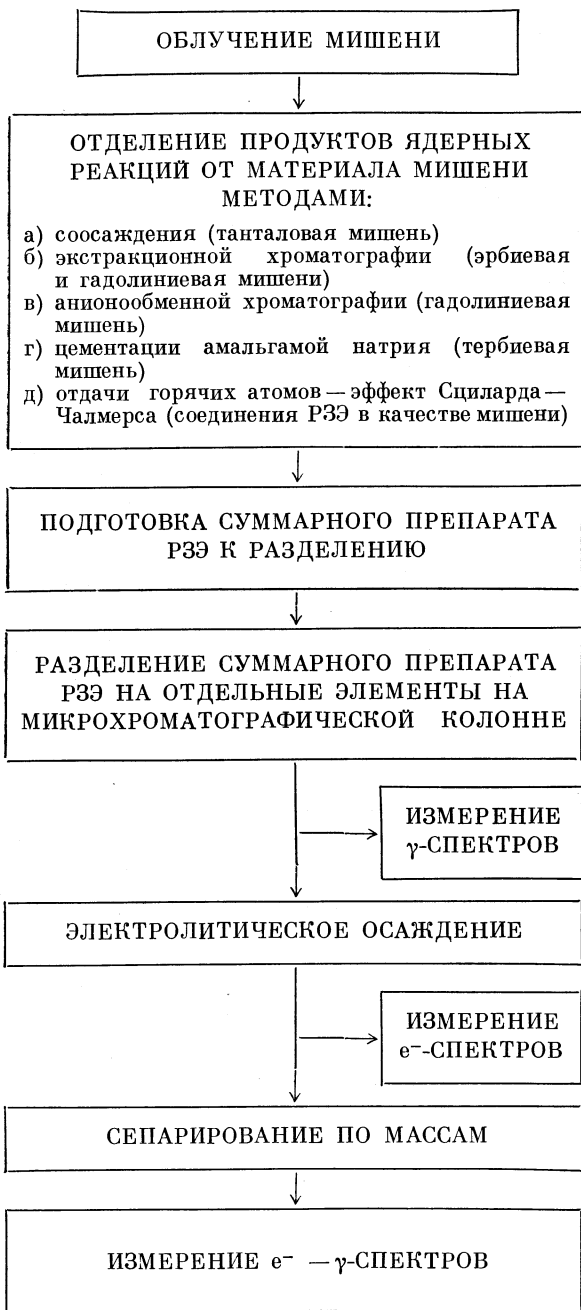 ОБЛУЧЕНИЕ МИШЕНИ
ОТДЕЛЕНИЕ ПРОДУКТОВ ЯДЕРНЫХ
РЕАКЦИЙ ОТ МАТЕРИАЛА МИШЕНИ
МЕТОДАМИ:
а) соосаждения (танталовая мишень)
б) экстракционной хроматографии (эрбиевая
и гадолиниевая мишени)
в) анионообменной хроматографии (гадолиниевая
мишень)
г) цементации амальгамой натрия (тербиевая
мишень)
д) отдачи горячих атомов — эффект Сциларда —
Чалмерса (соединения РЗЭ в качестве мишени)
ПОДГОТОВКА СУММАРНОГО ПРЕПАРАТА
РЗЭ К РАЗДЕЛЕНИЮ
РАЗДЕЛЕНИЕ СУММАРНОГО ПРЕПАРАТА
РЗЭ НА ОТДЕЛЬНЫЕ ЭЛЕМЕНТЫ НА
МИКРОХРОМАТОГРАФИЧЕСКОЙ КОЛОННЕ
ИЗМЕРЕНИЕ
γ-СПЕКТРОВ
ЭЛЕКТРОЛИТИЧЕСКОЕ ОСАЖДЕНИЕ
ИЗМЕРЕНИЕ
e⁻-СПЕКТРОВ
СЕПАРИРОВАНИЕ ПО МАССАМ
ИЗМЕРЕНИЕ e⁻ — γ-СПЕКТРОВ